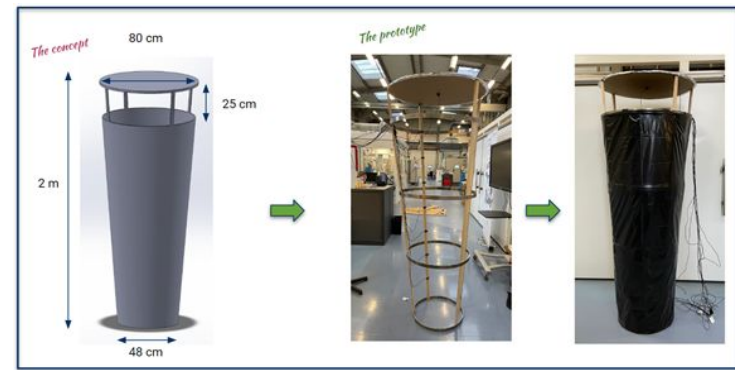 The concept
80 cm
The prototype
25 cm
2 m
48 cm